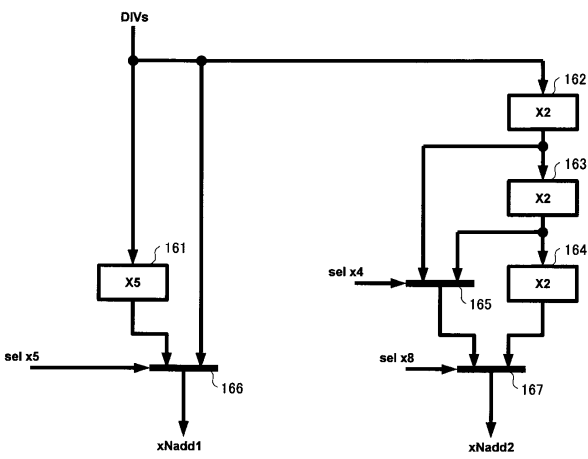 DIVs
162
X2
163
X2
161
164
X5
sel x4
X2
165
sel x5
sel x8
166
167
xNadd1
xNadd2